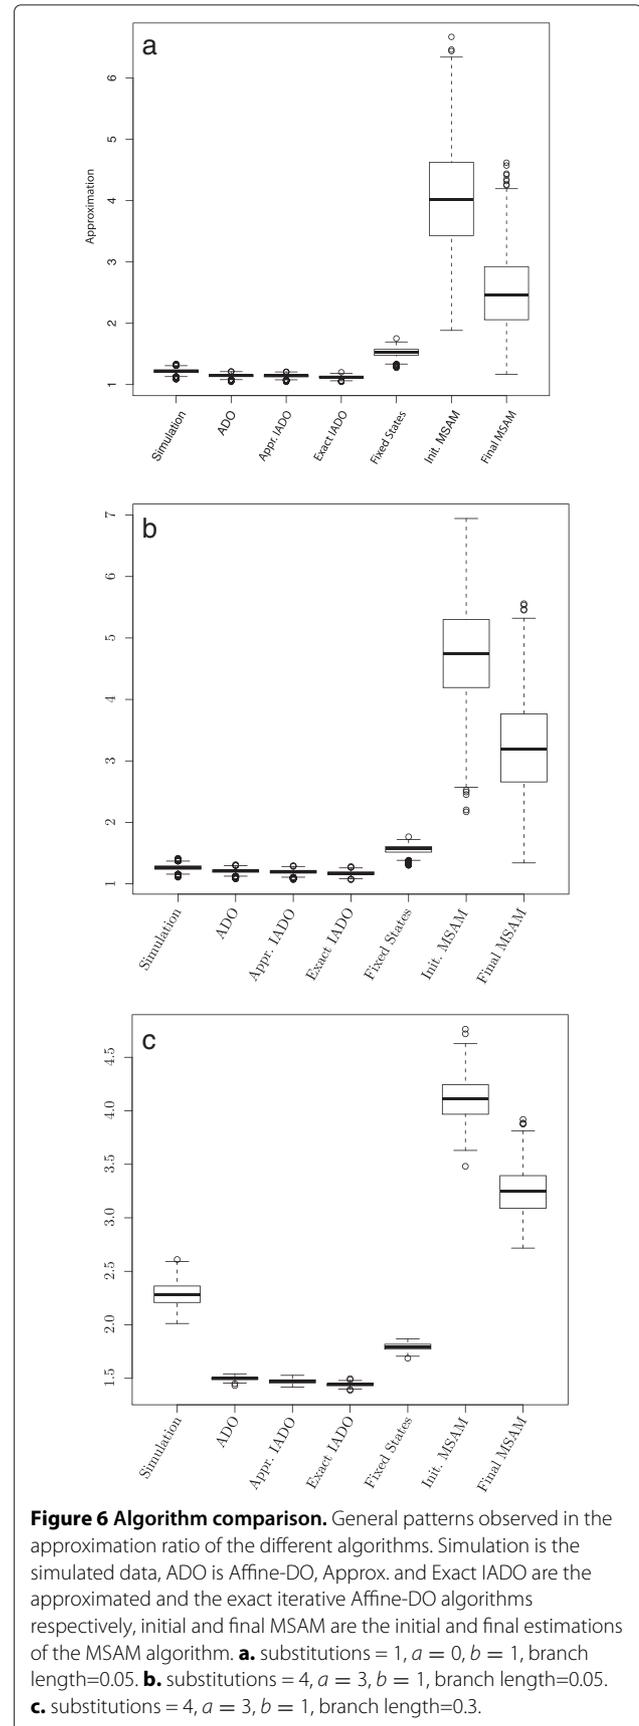 a
6
5
4
3
2
1
Approximation
Simulation
ADO
Appr. IADO
Exact IADO
Fixed States
Init. MSAM
Final MSAM
b
7
6
5
4
3
2
1
Simulation
ADO
Appr. IADO
Exact IADO
Fixed States
Init. MSAM
Final MSAM
c
4.5
4.0
3.5
3.0
2.5
2.0
1.5
Simulation
ADO
Appr. IADO
Exact IADO
Fixed States
Init. MSAM
Final MSAM
Figure 6 Algorithm comparison. General patterns observed in the
approximation ratio of the different algorithms. Simulation is the
simulated data, ADO is Affine-DO, Approx. and Exact IADO are the
approximated and the exact iterative Affine-DO algorithms
respectively, initial and final MSAM are the initial and final estimations
of the MSAM algorithm. a. substitutions = 1, a = 0, b = 1, branch
length=0.05. b. substitutions = 4, a = 3, b = 1, branch length=0.05.
c. substitutions = 4, a = 3, b = 1, branch length=0.3.